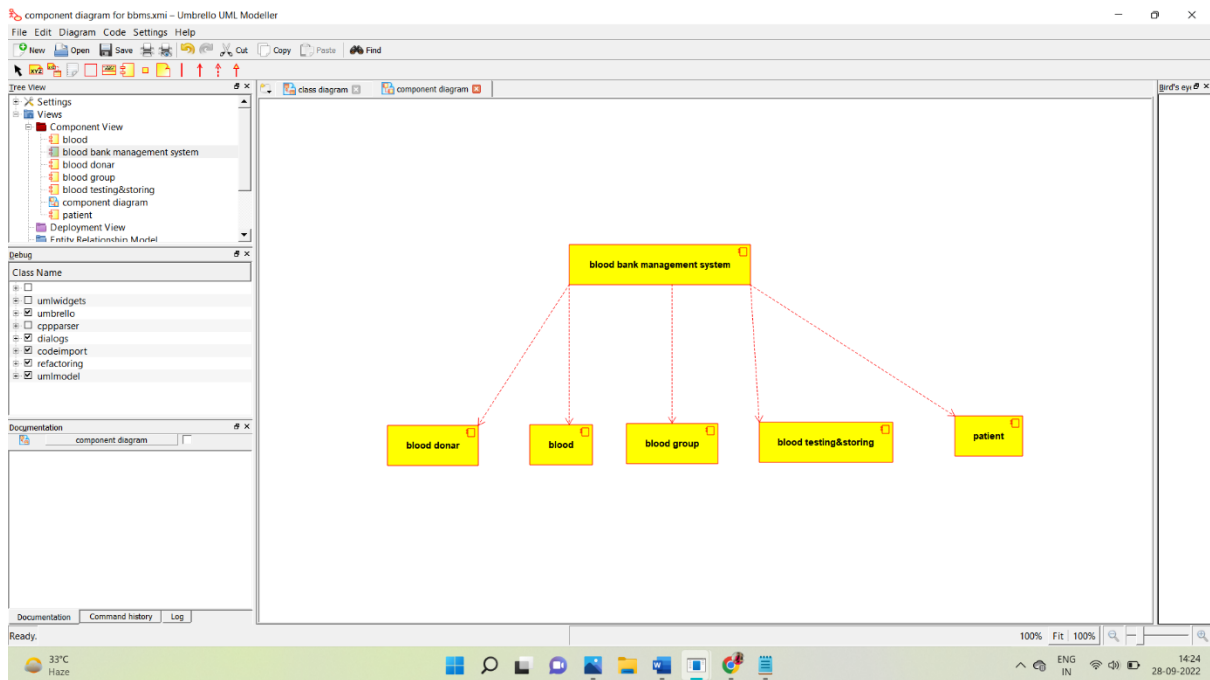 component diagram for bbms.xmi – Umbrello UML Modeller
File Edit Diagram Code Settings Help
New Open Save Cut Copy Paste Find
Tree View
class diagram
component diagram
Bird's eye
Settings
Views
Component View
blood
blood bank management system
blood donar
blood group
blood testing&storing
component diagram
patient
Deployment View
Entity Relationship Model
Debug
Class Name
umlwidgets
umbrello
cppparser
dialogs
codeimport
refactoring
umlmodel
Documentation
component diagram
Documentation Command history Log
blood bank management system
blood donar
blood
blood group
blood testing&storing
patient
Ready.
100% Fit 100%
33°C
Haze
ENG
IN
14:24
28-09-2022